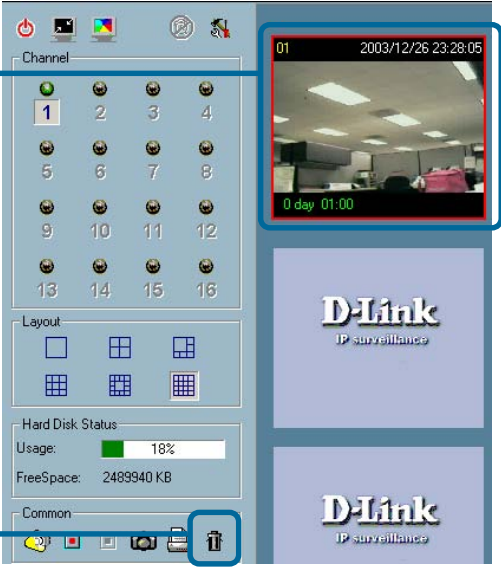 Channel
1 2 3 4
5 6 7 8
9 10 11 12
13 14 15 16
Layout
Hard Disk Status
Usage: 18%
FreeSpace: 2489940 KB
Common
01 2003/12/26 23:28:05
0 day 01:00
D-Link
IP surveillance
D-Link
IP surveillance